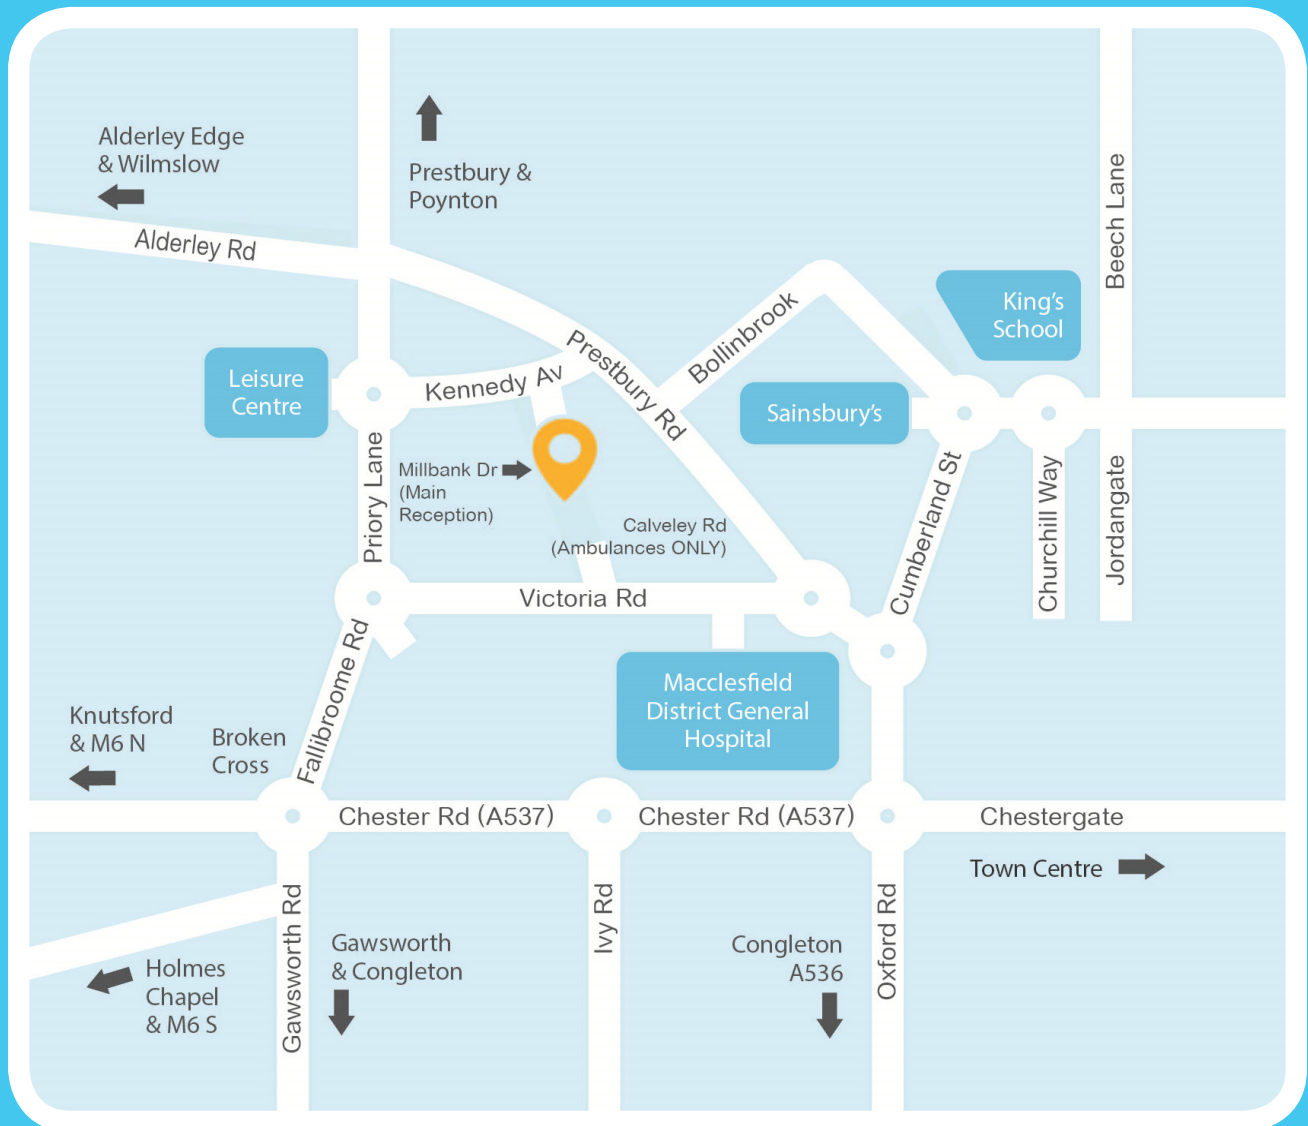 Alderley Edge
& Wilmslow
Prestbury &
Poynton
Alderley Rd
Beech Lane
King's
School
Bollinbrook
Prestbury Rd
Leisure
Centre
Kennedy Av
Sainsbury's
Priory Lane
Millbank Dr
(Main
Reception)
Calveley Rd
(Ambulances ONLY)
Cumberland St
Churchill Way
Jordangate
Victoria Rd
Fallibroome Rd
Macclesfield
District General
Hospital
Knutsford
& M6 N
Broken
Cross
Chester Rd (A537)
Chester Rd (A537)
Chestergate
Town Centre
Gawsworth Rd
Ivy Rd
Oxford Rd
Gawsworth
& Congleton
Congleton
A536
Holmes
Chapel
& M6 S